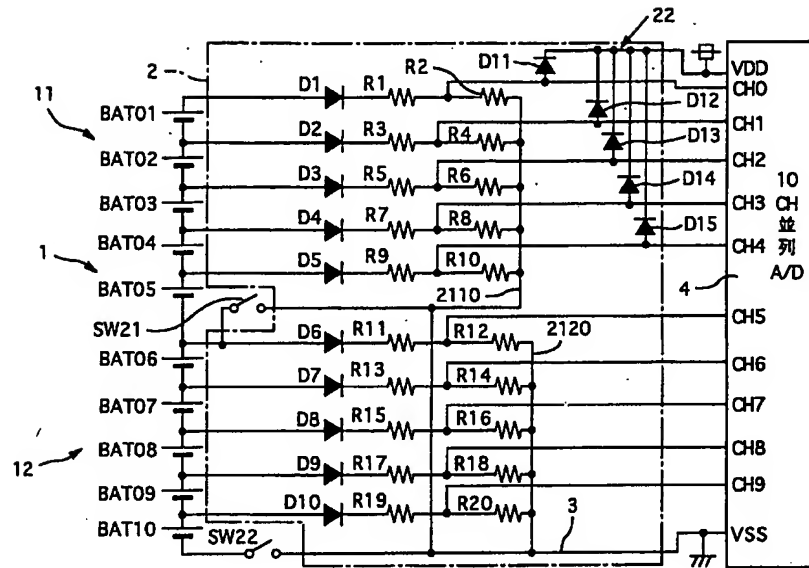 22
2
D11
R2
VDD
D1
R1
CH0
11
BAT01
D12
D2
R3
R4
CH1
BAT02
D13
D3
R5
R6
CH2
BAT03
D14
10
D4
R7
R8
CH3
CH
BAT04
D15
並
1
D5
R9
R10
CH4
列
BAT05
2110
4
A/D
SW21
CH5
D6
R11
R12
2120
BAT06
CH6
D7
R13
R14
BAT07
CH7
D8
R15
R16
12
BAT08
CH8
D9
R17
R18
BAT09
CH9
D10
R19
R20
BAT10
SW22
3
VSS